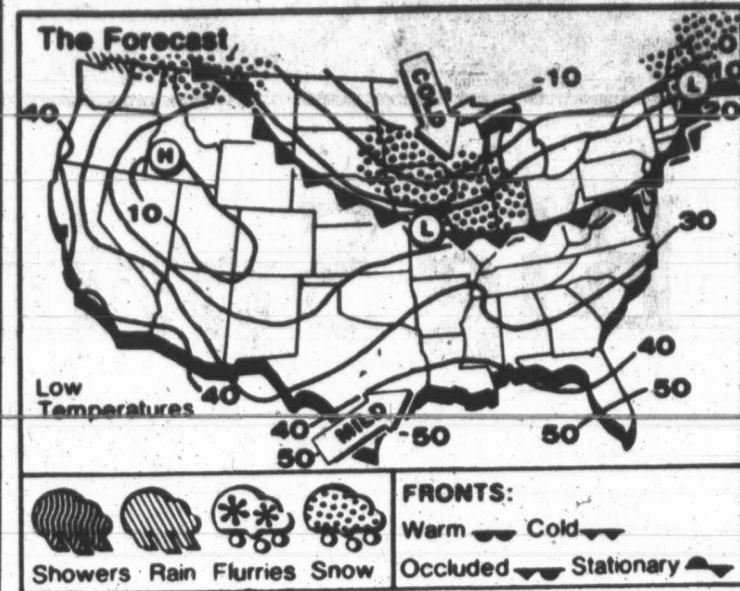 The Forecast
COLD
-10
0
10
20
L
40
H
10
L
30
40
50
Low
Temperatures
40
40
MILD
50
-50
50
FRONTS:
Warm Cold
Showers Rain Flurries Snow
Occluded Stationary